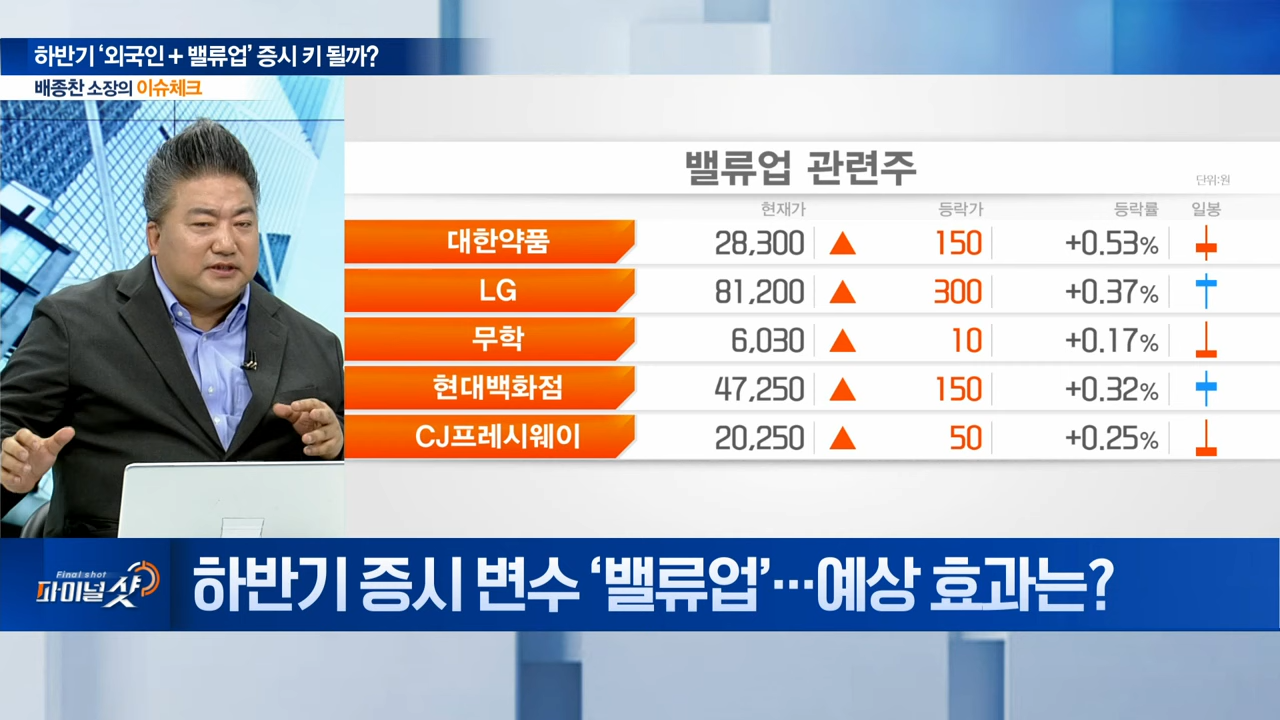 하반기 ‘외국인 + 밸류업’ 증시 키 될까?
배종찬 소장의 이슈체크
밸류업 관련주
단위:원
현재가 등락가 등락률 일봉
대한약품 28,300 ▲ 150 +0.53%
LG 81,200 ▲ 300 +0.37%
무학 6,030 ▲ 10 +0.17%
현대백화점 47,250 ▲ 150 +0.32%
CJ프레시웨이 20,250 ▲ 50 +0.25%
Final shot
파이널샷
하반기 증시 변수 ‘밸류업’…예상 효과는?